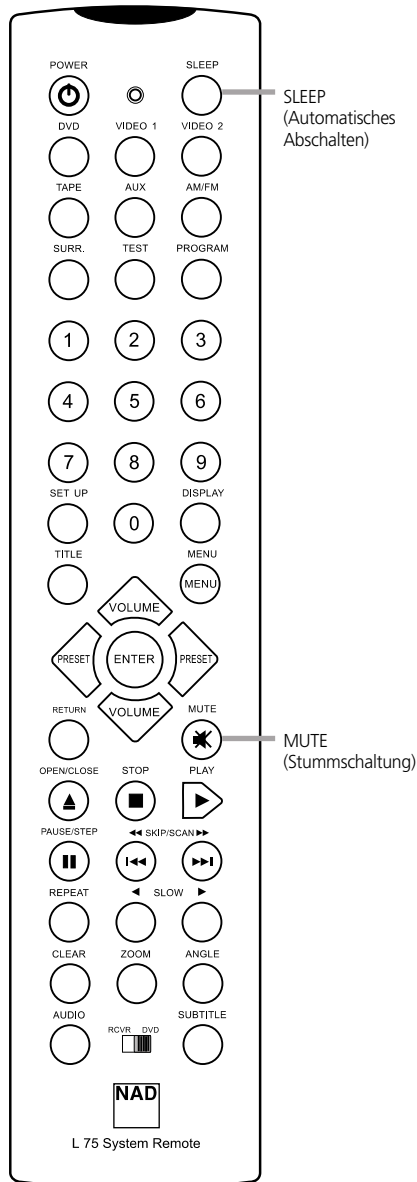 POWER SLEEP
SLEEP
(Automatisches
Abschalten)
DVD VIDEO 1 VIDEO 2
TAPE AUX AM/FM
SURR. TEST PROGRAM
1 2 3
4 5 6
7 8 9
SET UP 0 DISPLAY
TITLE MENU
MENU
VOLUME
PRESET ENTER PRESET
VOLUME
RETURN MUTE
MUTE
(Stummschaltung)
OPEN/CLOSE STOP PLAY
PAUSE/STEP ◄◄ SKIP/SCAN ►►
REPEAT ◄ SLOW ►
CLEAR ZOOM ANGLE
AUDIO RCVR DVD SUBTITLE
NAD
L 75 System Remote